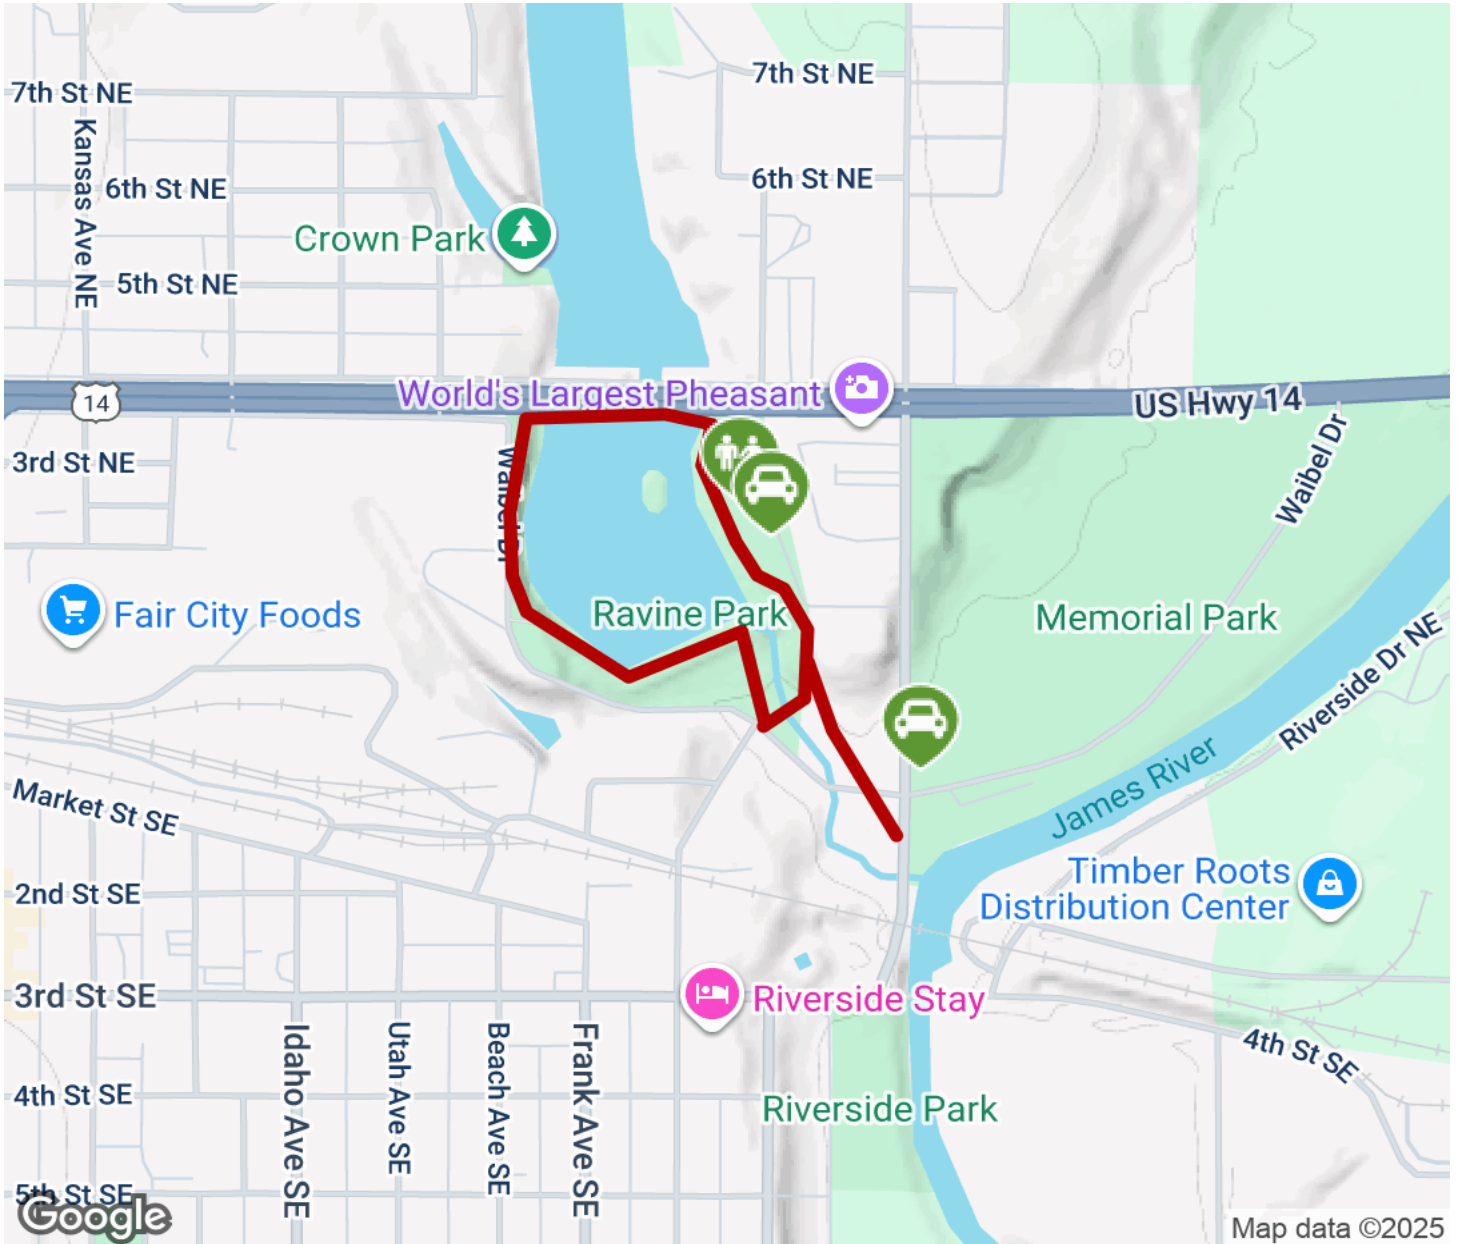 7th St NE
7th St NE
Kansas Ave NE
6th St NE
6th St NE
Crown Park
5th St NE
World's Largest Pheasant
14
US Hwy 14
3rd St NE
Waibel Dr
Waibel Dr
Fair City Foods
Ravine Park
Memorial Park
Riverside Dr NE
James River
Market St SE
2nd St SE
Timber Roots
Distribution Center
3rd St SE
Riverside Stay
Idaho Ave SE
Utah Ave SE
Beach Ave SE
Frank Ave SE
4th St SE
4th St SE
Riverside Park
5th St SE
Google
Map data ©2025